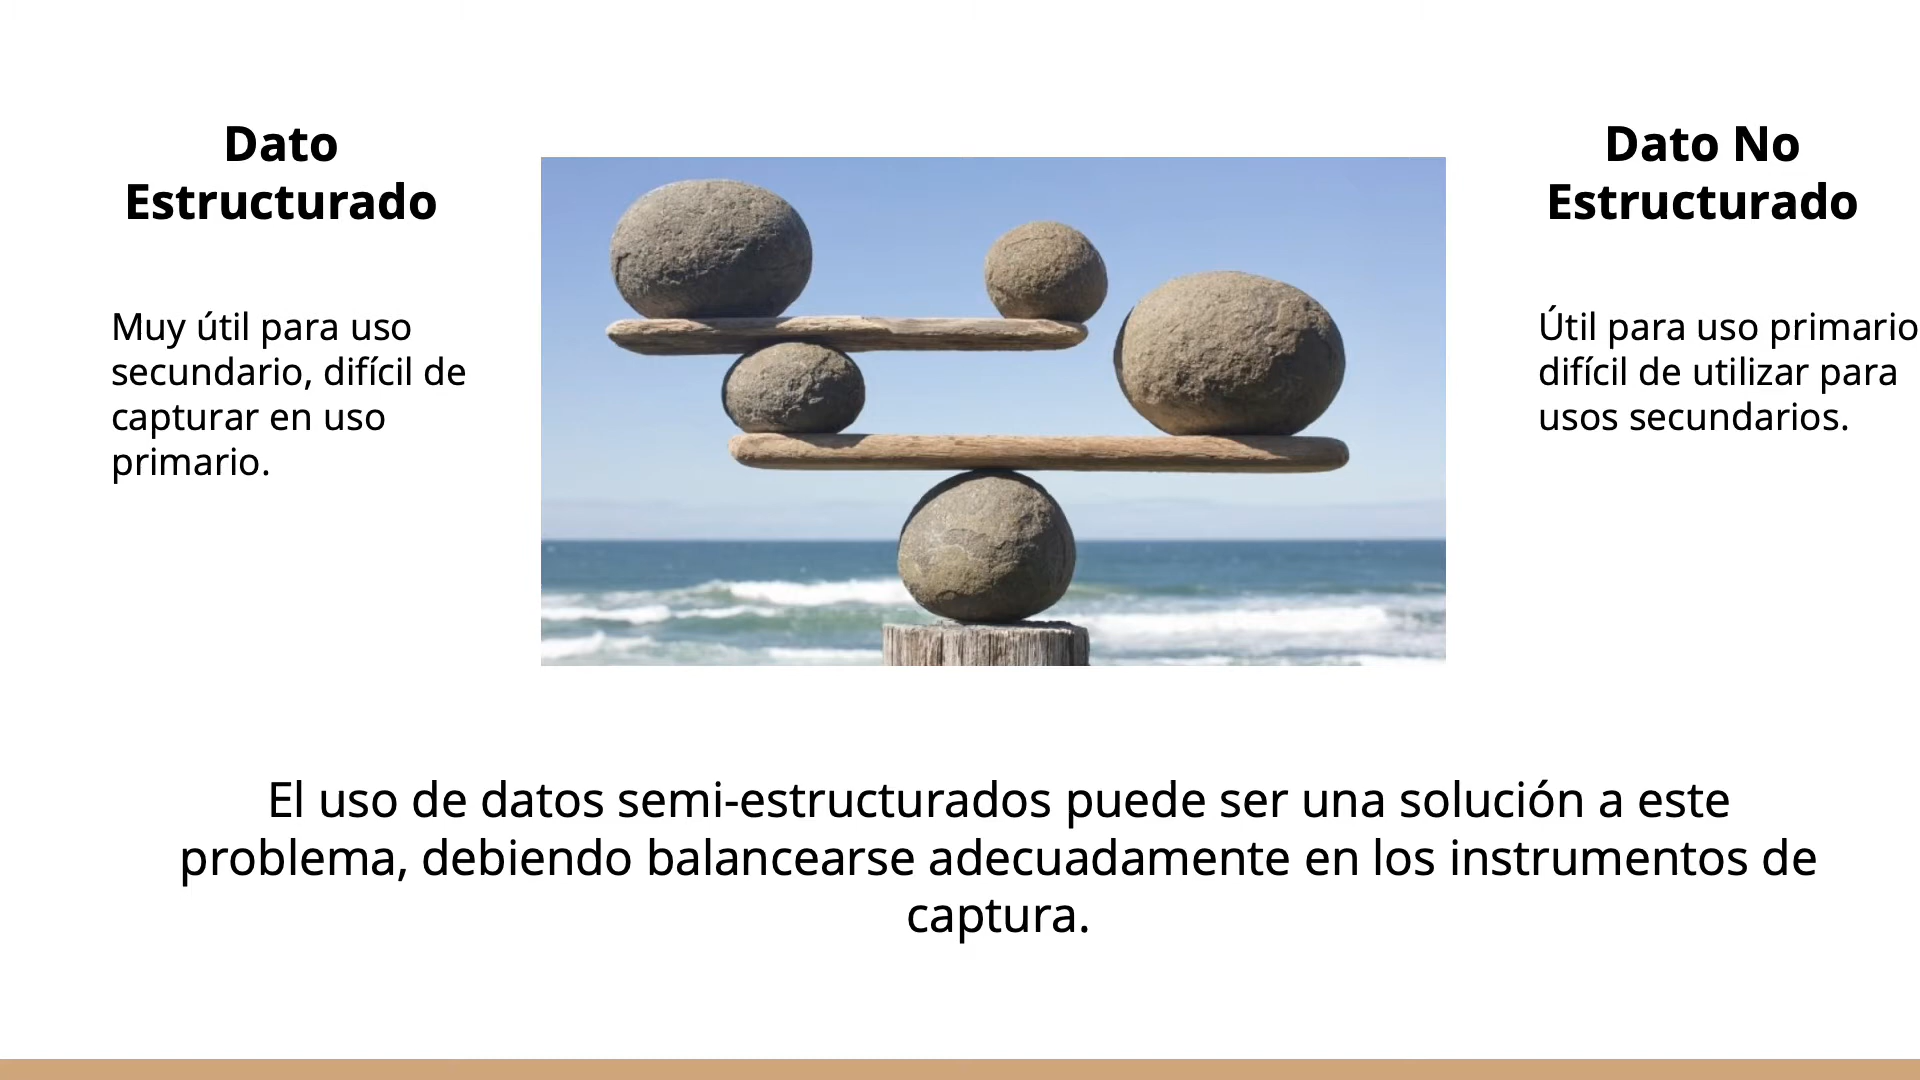 Dato
Estructurado
Muy útil para uso
secundario, difícil de
capturar en uso
primario.
Dato No
Estructurado
Útil para uso primario
difícil de utilizar para
usos secundarios.
El uso de datos semi-estructurados puede ser una solución a este
problema, debiendo balancearse adecuadamente en los instrumentos de
captura.